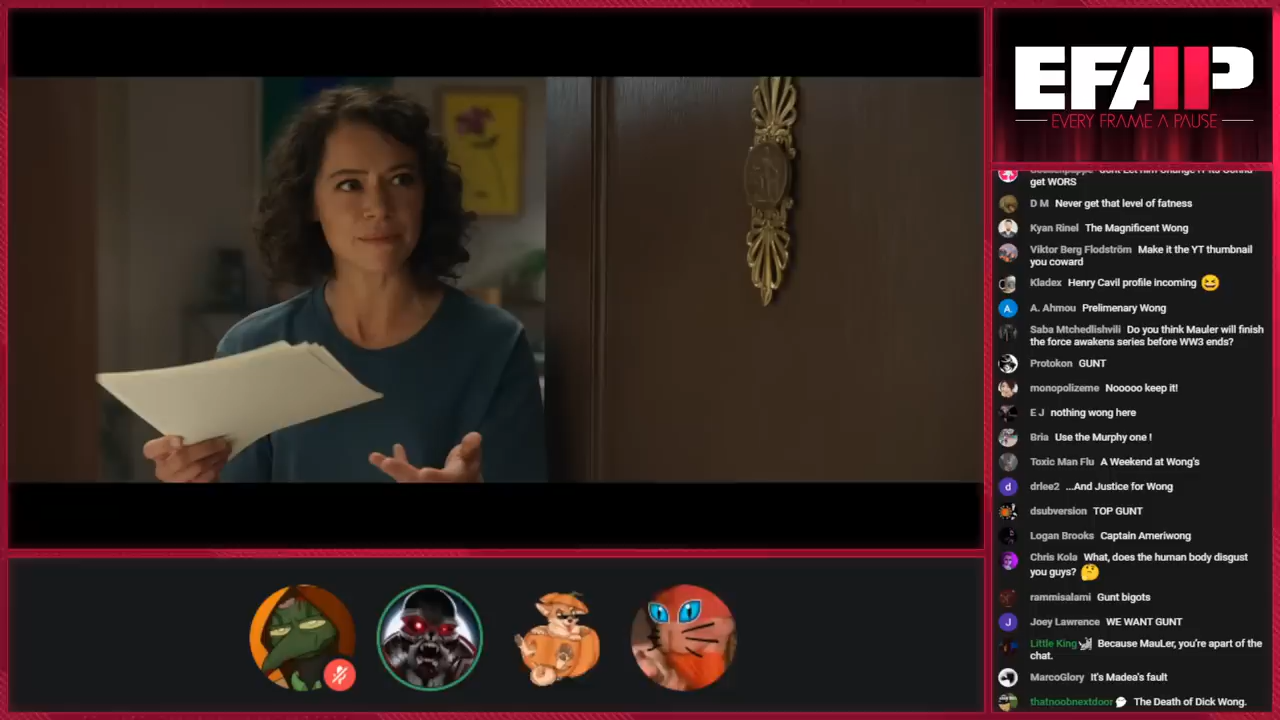 EFAP
EVERY FRAME A PAUSE
get WORS
D M Never get that level of fatness
Kyan Rinel The Magnificent Wong
Viktor Berg Flodström Make it the YT thumbnail
you coward
Kladex Henry Cavil profile incoming 😆
A. A. Ahmou Prelimenary Wong
Saba Mtchedlishvili Do you think Mauler will finish
the force awakens series before WW3 ends?
Protokon GUNT
monopolizeme Nooooo keep it!
E J nothing wong here
Bria Use the Murphy one !
Toxic Man Flu A Weekend at Wong's
d drlee2 ...And Justice for Wong
dsubversion TOP GUNT
Logan Brooks Captain Ameriwong
Chris Kola What, does the human body disgust
you guys? 🤔
rammisalami Gunt bigots
J Joey Lawrence WE WANT GUNT
Little King Because MauLer, you're apart of the
chat.
MarcoGlory It's Madea's fault
thatnoobnextdoor The Death of Dick Wong.